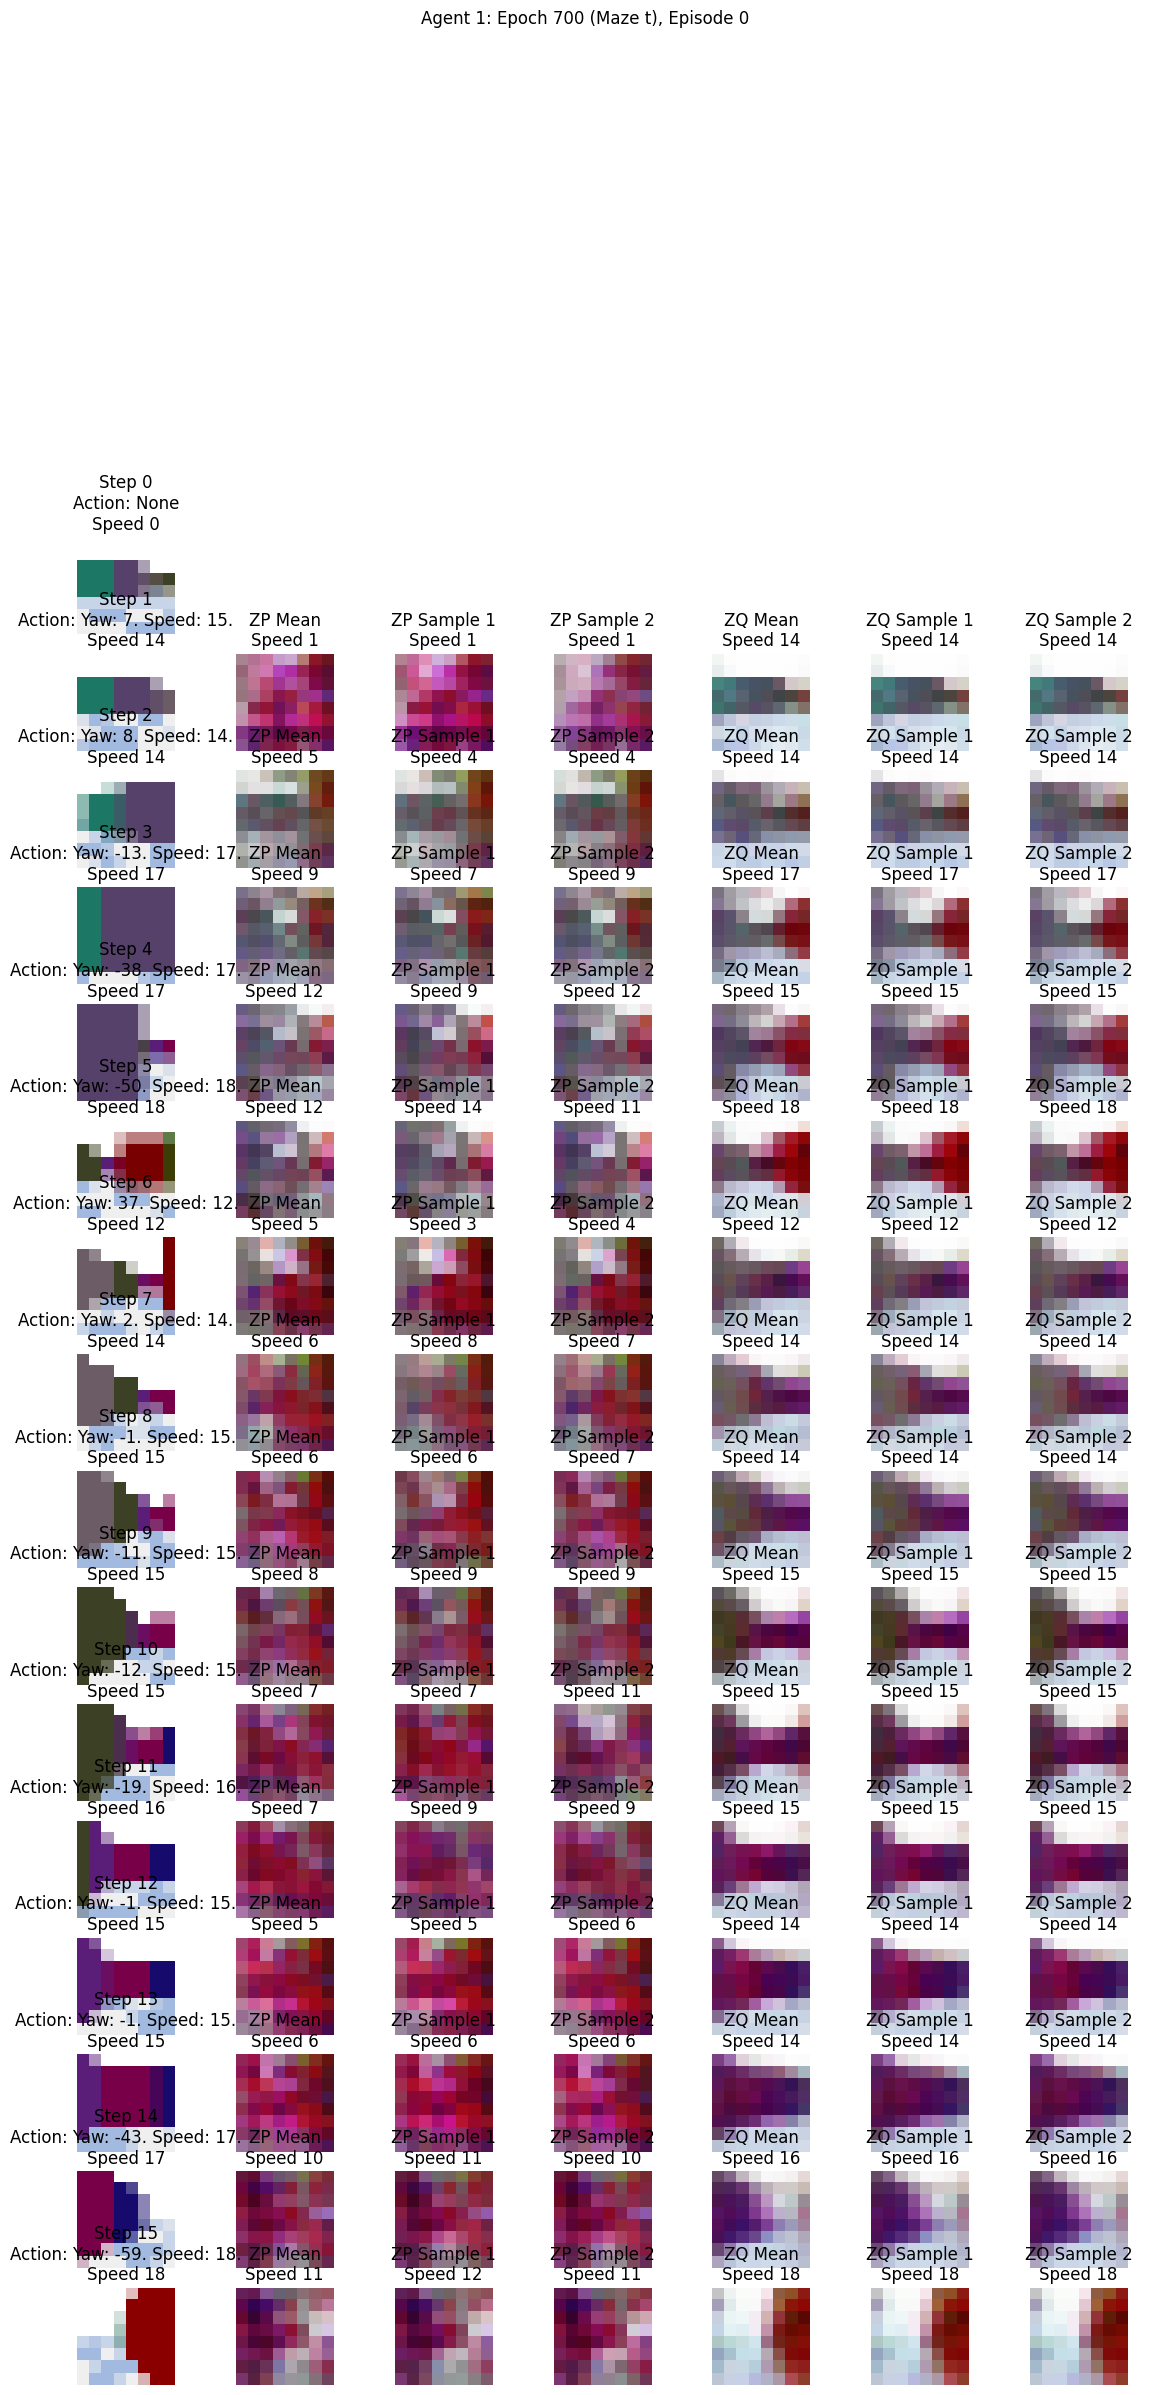 Agent 1: Epoch 700 (Maze t), Episode 0
Step 0
Action: None
Speed 0
Step 1
Action: Yaw: 7. Speed: 15.
Speed 14
ZP Mean
Speed 1
ZP Sample 1
Speed 1
ZP Sample 2
Speed 1
ZQ Mean
Speed 14
ZQ Sample 1
Speed 14
ZQ Sample 2
Speed 14
Step 2
Action: Yaw: 8. Speed: 14.
Speed 14
ZP Mean
Speed 5
ZP Sample 1
Speed 4
ZP Sample 2
Speed 4
ZQ Mean
Speed 14
ZQ Sample 1
Speed 14
ZQ Sample 2
Speed 14
Step 3
Action: Yaw: -13. Speed: 17.
Speed 17
ZP Mean
Speed 9
ZP Sample 1
Speed 7
ZP Sample 2
Speed 9
ZQ Mean
Speed 17
ZQ Sample 1
Speed 17
ZQ Sample 2
Speed 17
Step 4
Action: Yaw: -38. Speed: 17.
Speed 17
ZP Mean
Speed 12
ZP Sample 1
Speed 9
ZP Sample 2
Speed 12
ZQ Mean
Speed 15
ZQ Sample 1
Speed 15
ZQ Sample 2
Speed 15
Step 5
Action: Yaw: -50. Speed: 18.
Speed 18
ZP Mean
Speed 12
ZP Sample 1
Speed 14
ZP Sample 2
Speed 11
ZQ Mean
Speed 18
ZQ Sample 1
Speed 18
ZQ Sample 2
Speed 18
Step 6
Action: Yaw: 37. Speed: 12.
Speed 12
ZP Mean
Speed 5
ZP Sample 1
Speed 3
ZP Sample 2
Speed 4
ZQ Mean
Speed 12
ZQ Sample 1
Speed 12
ZQ Sample 2
Speed 12
Step 7
Action: Yaw: 2. Speed: 14.
Speed 14
ZP Mean
Speed 6
ZP Sample 1
Speed 8
ZP Sample 2
Speed 7
ZQ Mean
Speed 14
ZQ Sample 1
Speed 14
ZQ Sample 2
Speed 14
Step 8
Action: Yaw: -1. Speed: 15.
Speed 15
ZP Mean
Speed 6
ZP Sample 1
Speed 6
ZP Sample 2
Speed 7
ZQ Mean
Speed 14
ZQ Sample 1
Speed 14
ZQ Sample 2
Speed 14
Step 9
Action: Yaw: -11. Speed: 15.
Speed 15
ZP Mean
Speed 8
ZP Sample 1
Speed 9
ZP Sample 2
Speed 9
ZQ Mean
Speed 15
ZQ Sample 1
Speed 15
ZQ Sample 2
Speed 15
Step 10
Action: Yaw: -12. Speed: 15.
Speed 15
ZP Mean
Speed 7
ZP Sample 1
Speed 7
ZP Sample 2
Speed 11
ZQ Mean
Speed 15
ZQ Sample 1
Speed 15
ZQ Sample 2
Speed 15
Step 11
Action: Yaw: -19. Speed: 16.
Speed 16
ZP Mean
Speed 7
ZP Sample 1
Speed 9
ZP Sample 2
Speed 9
ZQ Mean
Speed 15
ZQ Sample 1
Speed 15
ZQ Sample 2
Speed 15
Step 12
Action: Yaw: -1. Speed: 15.
Speed 15
ZP Mean
Speed 5
ZP Sample 1
Speed 5
ZP Sample 2
Speed 6
ZQ Mean
Speed 14
ZQ Sample 1
Speed 14
ZQ Sample 2
Speed 14
Step 13
Action: Yaw: -1. Speed: 15.
Speed 15
ZP Mean
Speed 6
ZP Sample 1
Speed 6
ZP Sample 2
Speed 6
ZQ Mean
Speed 14
ZQ Sample 1
Speed 14
ZQ Sample 2
Speed 14
Step 14
Action: Yaw: -43. Speed: 17.
Speed 17
ZP Mean
Speed 10
ZP Sample 1
Speed 11
ZP Sample 2
Speed 10
ZQ Mean
Speed 16
ZQ Sample 1
Speed 16
ZQ Sample 2
Speed 16
Step 15
Action: Yaw: -59. Speed: 18.
Speed 18
ZP Mean
Speed 11
ZP Sample 1
Speed 12
ZP Sample 2
Speed 11
ZQ Mean
Speed 18
ZQ Sample 1
Speed 18
ZQ Sample 2
Speed 18